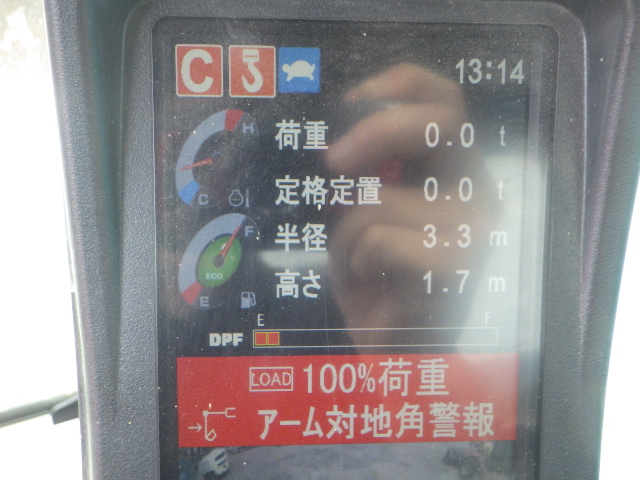 C 13:14
H
荷重 0.0 t
C
定格定置 0.0 t
F
半径 3.3 m
ECO
E
高さ 1.7 m
E F
DPF
LOAD 100%荷重
アーム対地角警報